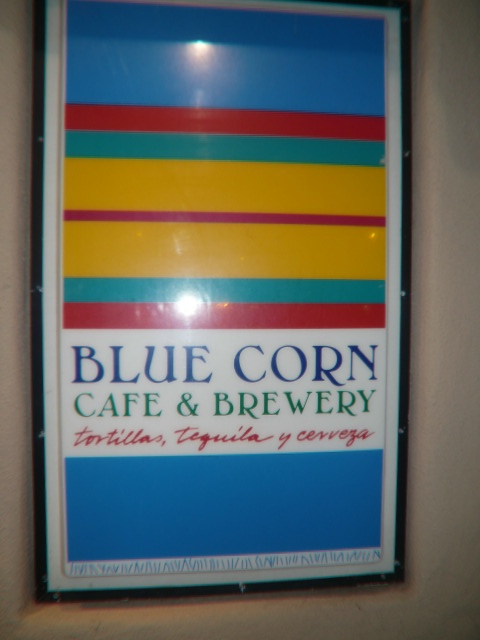 BLUE CORN
CAFE & BREWERY
tortillas, tequila y cerveza